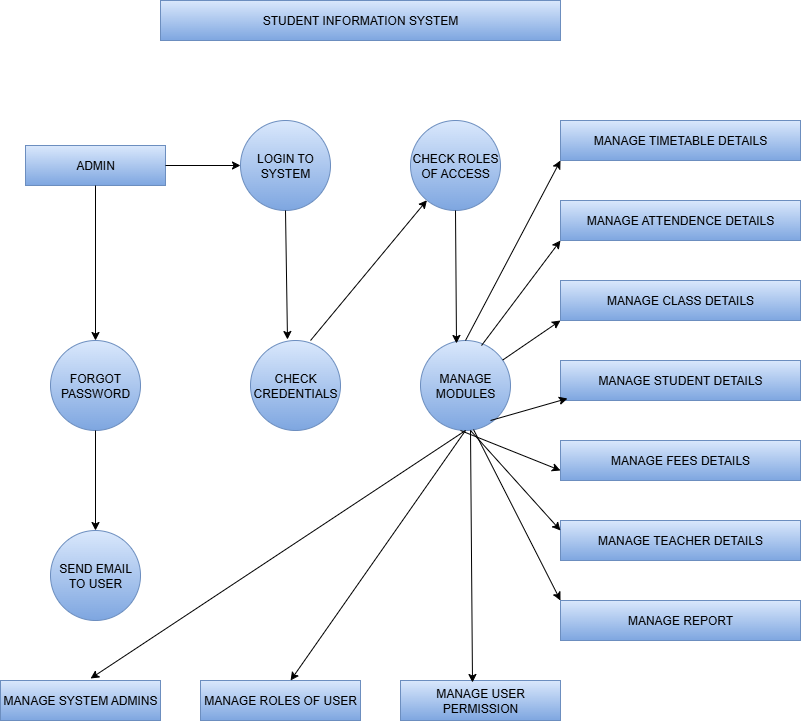 STUDENT INFORMATION SYSTEM
ADMIN
LOGIN TO
SYSTEM
CHECK ROLES
OF ACCESS
MANAGE TIMETABLE DETAILS
MANAGE ATTENDENCE DETAILS
MANAGE CLASS DETAILS
FORGOT
PASSWORD
CHECK
CREDENTIALS
MANAGE
MODULES
MANAGE STUDENT DETAILS
MANAGE FEES DETAILS
MANAGE TEACHER DETAILS
SEND EMAIL
TO USER
MANAGE REPORT
MANAGE SYSTEM ADMINS
MANAGE ROLES OF USER
MANAGE USER
PERMISSION